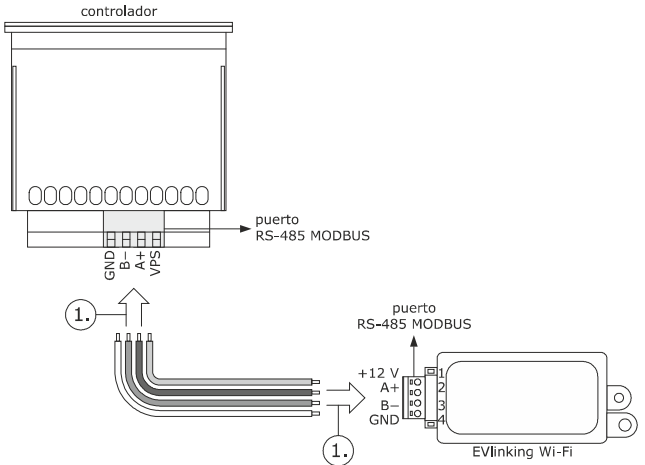 controlador
puerto
RS-485 MODBUS
GND
B−
A+
VPS
1.
puerto
RS-485 MODBUS
+12 V 1
A+ 2
B− 3
GND 4
1.
EVlinking Wi-Fi